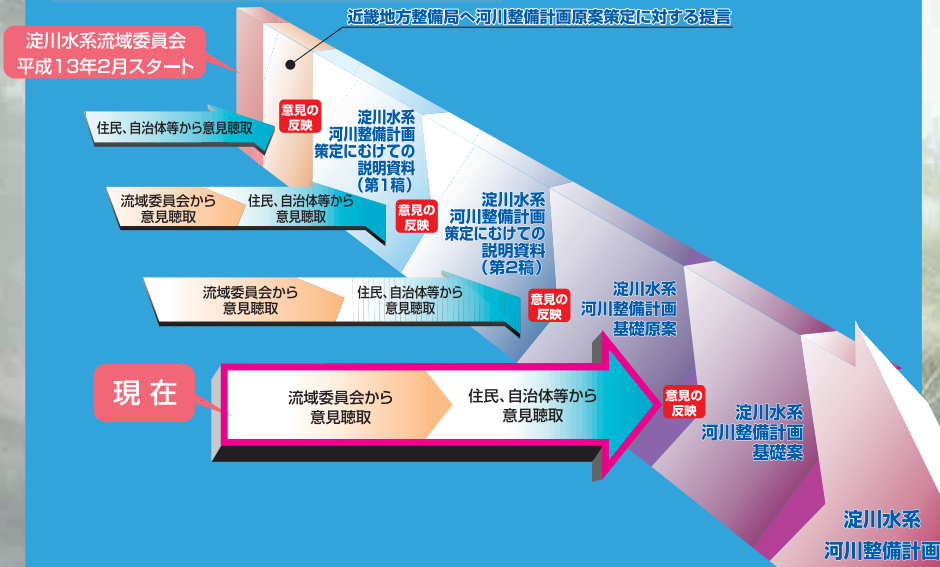 近畿地方整備局へ河川整備計画原案策定に対する提言
淀川水系流域委員会
平成13年2月スタート
住民、自治体等から意見聴取
意見の
反映
淀川水系
河川整備計画
策定にむけての
説明資料
（第1稿）
流域委員会から
意見聴取
住民、自治体等から
意見聴取
意見の
反映
淀川水系
河川整備計画
策定にむけての
説明資料
（第2稿）
流域委員会から
意見聴取
住民、自治体等から
意見聴取
意見の
反映
淀川水系
河川整備計画
基礎原案
現在
流域委員会から
意見聴取
住民、自治体等から
意見聴取
意見の
反映
淀川水系
河川整備計画
基礎案
淀川水系
河川整備計画